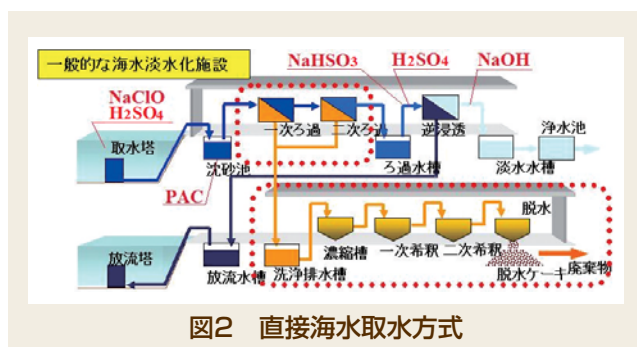 一般的な海水淡水化施設
NaHSO3
H2SO4
NaOH
NaClO
H2SO4
取水塔
沈砂池
PAC
一次ろ過
二次ろ過
逆浸透
ろ過水槽
淡水水槽
浄水池
放流塔
放流水槽
洗浄排水槽
濃縮槽
一次希釈
二次希釈
脱水
脱水ケーキ
廃棄物
図2 直接海水取水方式